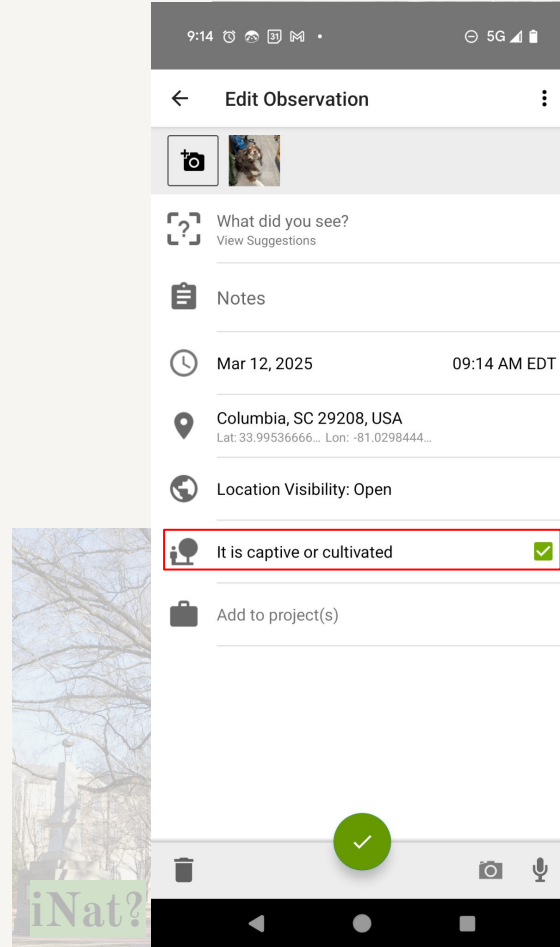 9:14 31 5G
Edit Observation
What did you see?
View Suggestions
Notes
Mar 12, 2025 09:14 AM EDT
Columbia, SC 29208, USA
Lat: 33.99536666... Lon: -81.0298444...
Location Visibility: Open
It is captive or cultivated
Add to project(s)
iNat?